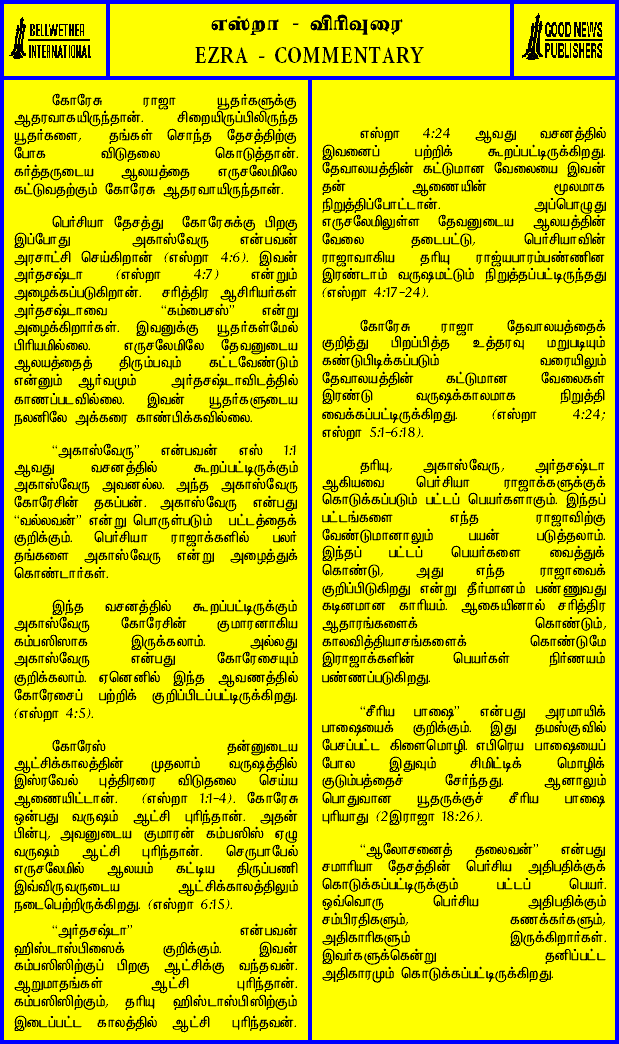 BELLWETHER
INTERNATIONAL
எஸ்றா - விரிவுரை
EZRA - COMMENTARY
GOOD NEWS
PUBLISHERS
கோரேசு ராஜா யூதர்களுக்கு
ஆதரவாகயிருந்தான். சிறையிருப்பிலிருந்த
யூதர்களை, தங்கள் சொந்த தேசத்திற்கு
போக விடுதலை கொடுத்தான்.
கர்த்தருடைய ஆலயத்தை எருசலேமிலே
கட்டுவதற்கும் கோரேசு ஆதரவாயிருந்தான்.
பெர்சியா தேசத்து கோரேசுக்கு பிறகு
இப்போது அகாஸ்வேரு என்பவன்
அரசாட்சி செய்கிறான் (எஸ்றா 4:6). இவன்
அர்தசஷ்டா (எஸ்றா 4:7) என்றும்
அழைக்கப்படுகிறான். சரித்திர ஆசிரியர்கள்
அர்தசஷ்டாவை “கம்பைசஸ்” என்று
அழைக்கிறார்கள். இவனுக்கு யூதர்கள்மேல்
பிரியமில்லை. எருசலேமிலே தேவனுடைய
ஆலயத்தைத் திரும்பவும் கட்டவேண்டும்
என்னும் ஆர்வமும் அர்தசஷ்டாவிடத்தில்
காணப்படவில்லை. இவன் யூதர்களுடைய
நலனிலே அக்கரை காண்பிக்கவில்லை.
“அகாஸ்வேரு” என்பவன் எஸ் 1:1
ஆவது வசனத்தில் கூறப்பட்டிருக்கும்
அகாஸ்வேரு அவனல்ல. அந்த அகாஸ்வேரு
கோரேசின் தகப்பன். அகாஸ்வேரு என்பது
“வல்லவன்” என்று பொருள்படும் பட்டத்தைக்
குறிக்கும். பெர்சியா ராஜாக்களில் பலர்
தங்களை அகாஸ்வேரு என்று அழைத்துக்
கொண்டார்கள்.
இந்த வசனத்தில் கூறப்பட்டிருக்கும்
அகாஸ்வேரு கோரேசின் குமாரனாகிய
கம்பஸிஸாக இருக்கலாம். அல்லது
அகாஸ்வேரு என்பது கோரேசையும்
குறிக்கலாம். ஏனெனில் இந்த ஆவணத்தில்
கோரேசைப் பற்றிக் குறிப்பிடப்பட்டிருக்கிறது.
(எஸ்றா 4:5).
கோரேஸ் தன்னுடைய
ஆட்சிக்காலத்தின் முதலாம் வருஷத்தில்
இஸ்ரவேல் புத்திரரை விடுதலை செய்ய
ஆணையிட்டான். (எஸ்றா 1:1-4). கோரேசு
ஒன்பது வருஷம் ஆட்சி புரிந்தான். அதன்
பின்பு, அவனுடைய குமாரன் கம்பஸிஸ் ஏழு
வருஷம் ஆட்சி புரிந்தான். செருபாபேல்
எருசலேமில் ஆலயம் கட்டிய திருப்பணி
இவ்விருவருடைய ஆட்சிக்காலத்திலும்
நடைபெற்றிருக்கிறது. (எஸ்றா 6:15).
“அர்தசஷ்டா” என்பவன்
ஹிஸ்டாஸ்பிஸைக் குறிக்கும். இவன்
கம்பஸிஸிற்குப் பிறகு ஆட்சிக்கு வந்தவன்.
ஆறுமாதங்கள் ஆட்சி புரிந்தான்.
கம்பஸிஸிற்கும், தரியு ஹிஸ்டாஸ்பிஸிற்கும்
இடைப்பட்ட காலத்தில் ஆட்சி புரிந்தவன்.
எஸ்றா 4:24 ஆவது வசனத்தில்
இவனைப் பற்றிக் கூறப்பட்டிருக்கிறது.
தேவாலயத்தின் கட்டுமான வேலையை இவன்
தன் ஆணையின் மூலமாக
நிறுத்திப்போட்டான். அப்பொழுது
எருசலேமிலுள்ள தேவனுடைய ஆலயத்தின்
வேலை தடைபட்டு, பெர்சியாவின்
ராஜாவாகிய தரியு ராஜ்யபாரம்பண்ணின
இரண்டாம் வருஷமட்டும் நிறுத்தப்பட்டிருந்தது
(எஸ்றா 4:17-24).
கோரேசு ராஜா தேவாலயத்தைக்
குறித்து பிறப்பித்த உத்தரவு மறுபடியும்
கண்டுபிடிக்கப்படும் வரையிலும்
தேவாலயத்தின் கட்டுமான வேலைகள்
இரண்டு வருஷக்காலமாக நிறுத்தி
வைக்கப்பட்டிருக்கிறது. (எஸ்றா 4:24;
எஸ்றா 5:1-6:18).
தரியு, அகாஸ்வேரு, அர்தசஷ்டா
ஆகியவை பெர்சியா ராஜாக்களுக்குக்
கொடுக்கப்படும் பட்டப் பெயர்களாகும். இந்தப்
பட்டங்களை எந்த ராஜாவிற்கு
வேண்டுமானாலும் பயன் படுத்தலாம்.
இந்தப் பட்டப் பெயர்களை வைத்துக்
கொண்டு, அது எந்த ராஜாவைக்
குறிப்பிடுகிறது என்று தீர்மானம் பண்ணுவது
கடினமான காரியம். ஆகையினால் சரித்திர
ஆதாரங்களைக் கொண்டும்,
காலவித்தியாசங்களைக் கொண்டுமே
இராஜாக்களின் பெயர்கள் நிர்ணயம்
பண்ணப்படுகிறது.
“சீரிய பாஷை” என்பது அரமாயிக்
பாஷையைக் குறிக்கும். இது தமஸ்குவில்
பேசப்பட்ட கிளைமொழி. எபிரெய பாஷையைப்
போல இதுவும் சிமிட்டிக் மொழிக்
குடும்பத்தைச் சேர்ந்தது. ஆனாலும்
பொதுவான யூதருக்குச் சீரிய பாஷை
புரியாது (2இராஜா 18:26).
“ஆலோசனைத் தலைவன்” என்பது
சமாரியா தேசத்தின் பெர்சிய அதிபதிக்குக்
கொடுக்கப்பட்டிருக்கும் பட்டப் பெயர்.
ஒவ்வொரு பெர்சிய அதிபதிக்கும்
சம்பிரதிகளும், கணக்கர்களும்,
அதிகாரிகளும் இருக்கிறார்கள்.
இவர்களுக்கென்று தனிப்பட்ட
அதிகாரமும் கொடுக்கப்பட்டிருக்கிறது.